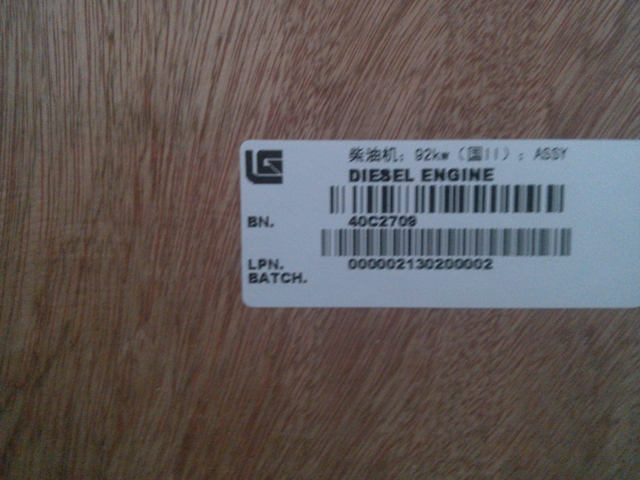 柴油机; 92kw (国II) ; ASSY
DIESEL ENGINE
BN. 40C2709
LPN. 000002130200002
BATCH.